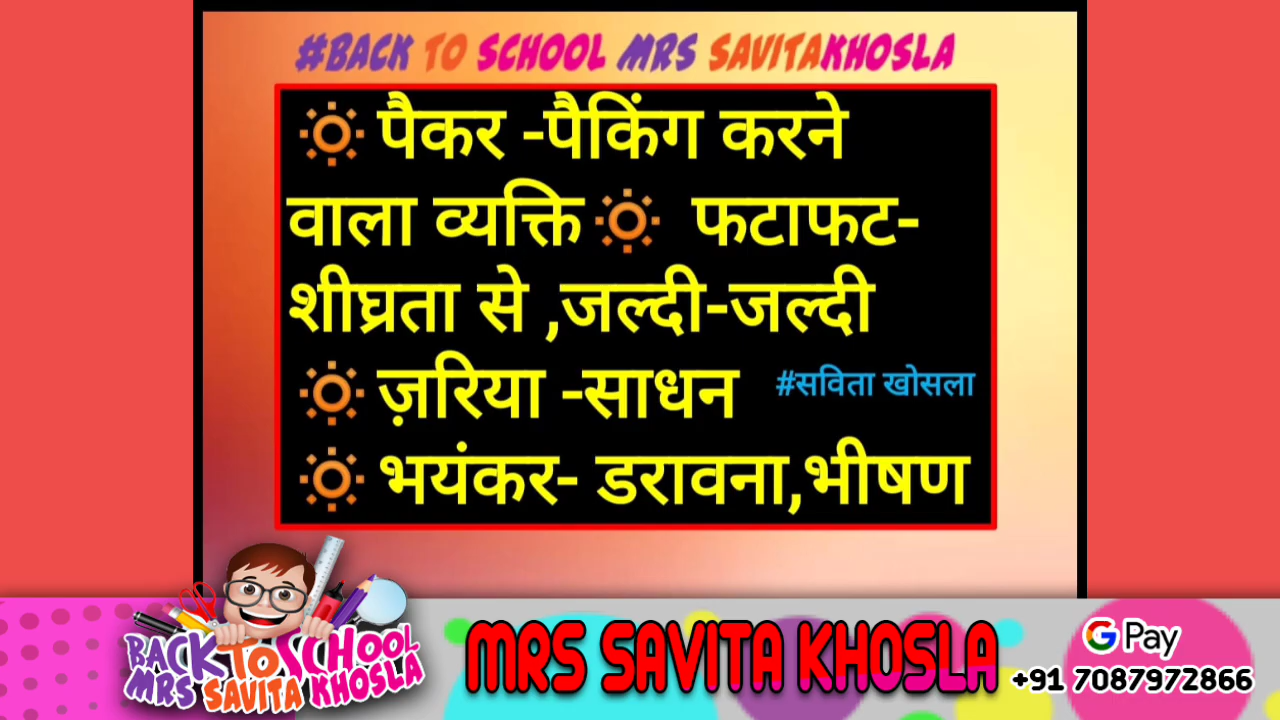 #BACK TO SCHOOL MRS SAVITAKHOSLA
🔅पैकर -पैकिंग करने
वाला व्यक्ति🔅 फटाफट-
शीघ्रता से ,जल्दी-जल्दी
🔅ज़रिया -साधन
#सविता खोसला
🔅भयंकर- डरावना,भीषण
BACK TO SCHOOL
MRS SAVITA KHOSLA
MRS SAVITA KHOSLA
G Pay
+91 7087972866